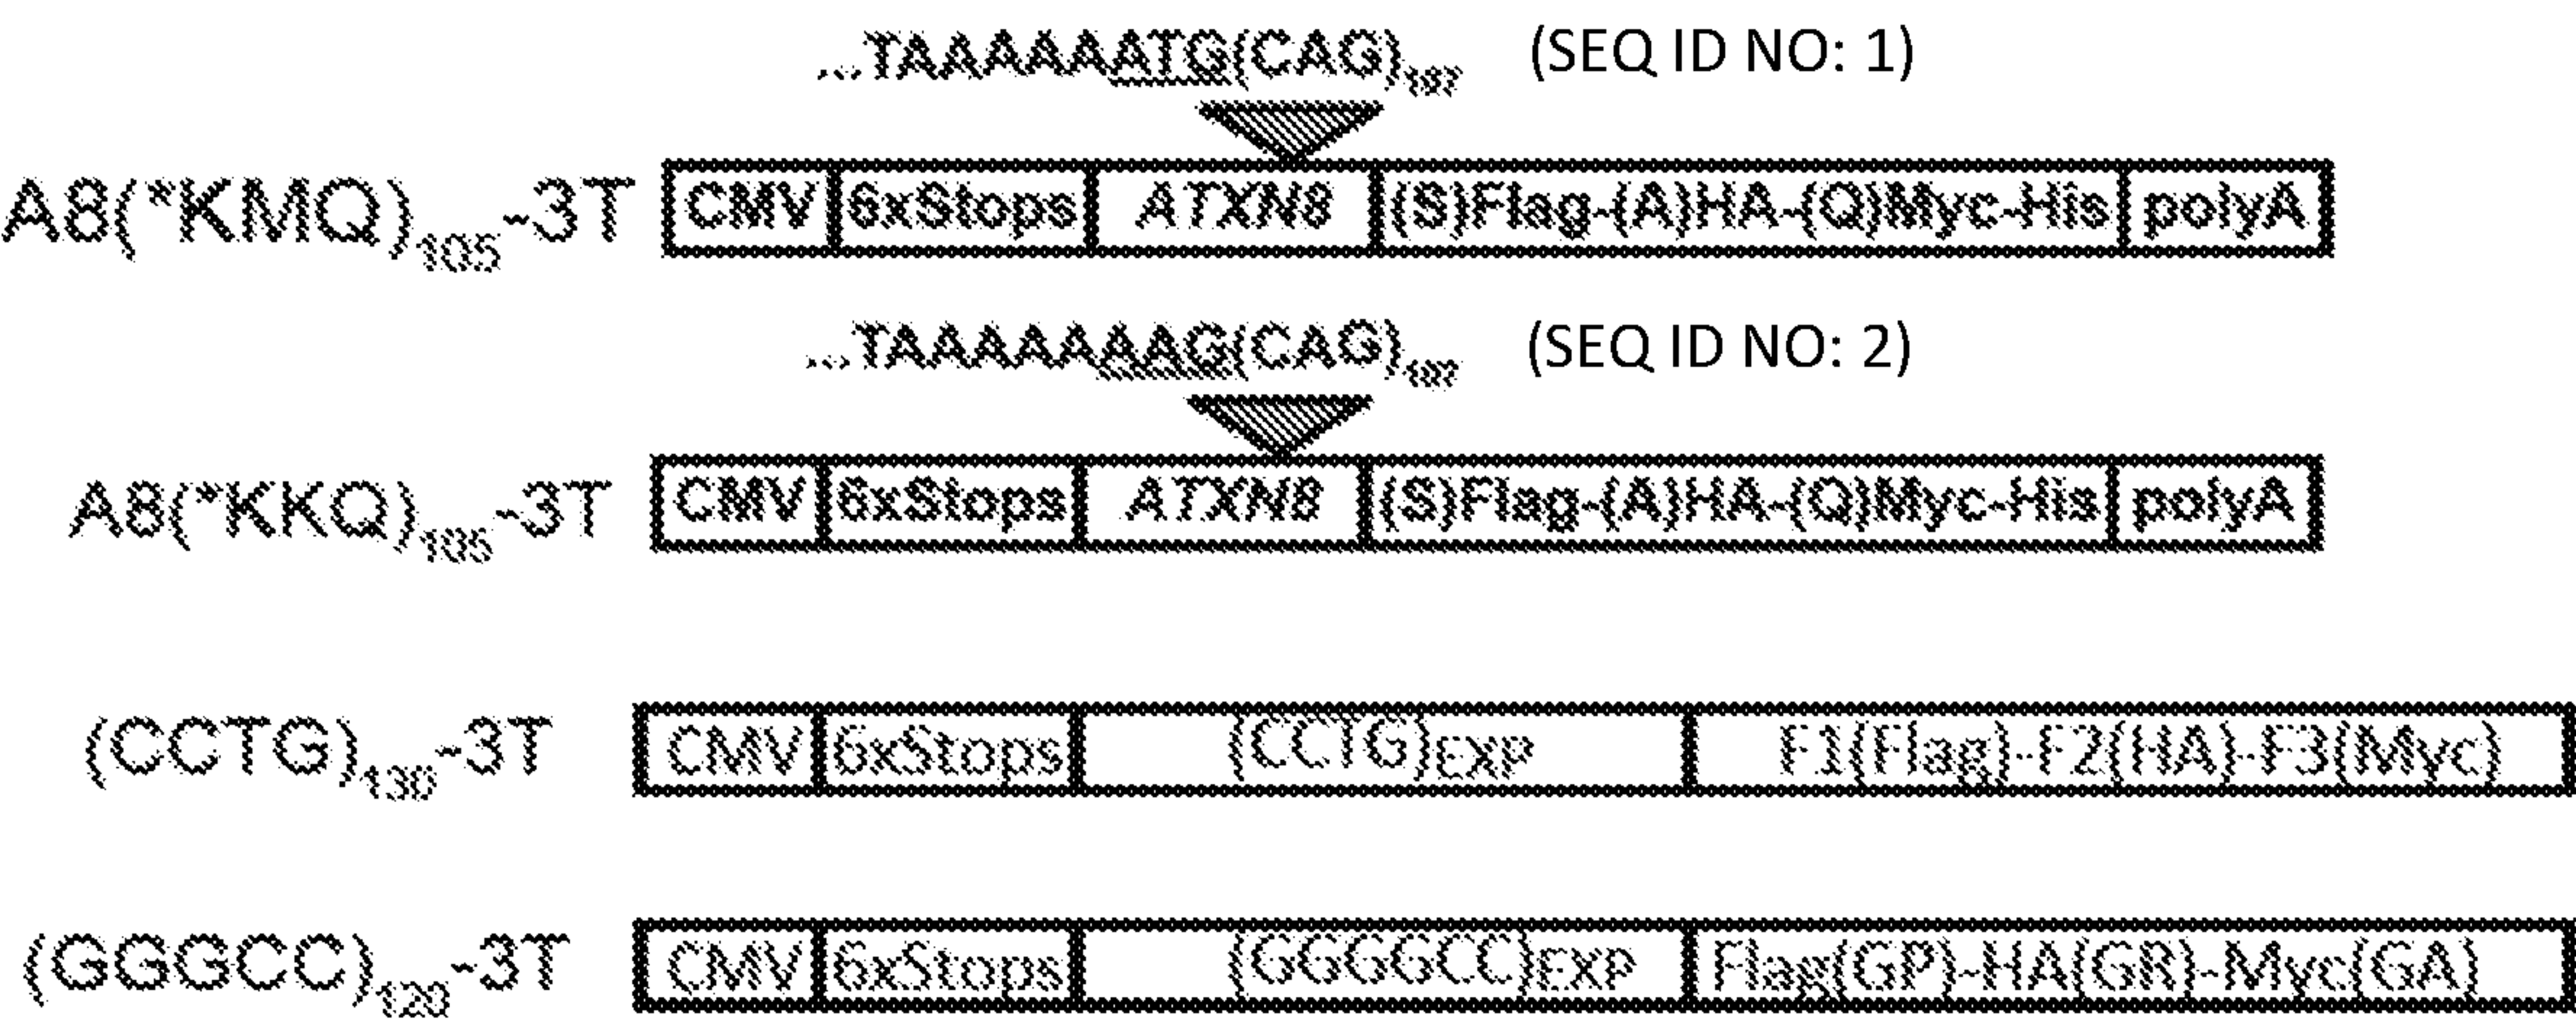 ...TAAAAAATG(CAG)107 (SEQ ID NO: 1)
A8(*KMQ)105-3T CMV 6xStops ATXN8 (S)Flag-(A)HA-(Q)Myc-His polyA
...TAAAAAAAG(CAG)107 (SEQ ID NO: 2)
A8(*KKQ)105-3T CMV 6xStops ATXN8 (S)Flag-(A)HA-(Q)Myc-His polyA
(CCTG)130-3T CMV 6xStops (CCTG)EXP F1(Flag)-F2(HA)-F3(Myc)
(GGGCC)120-3T CMV 6xStops (GGGGCC)EXP Flag(GP)-HA(GR)-Myc(GA)